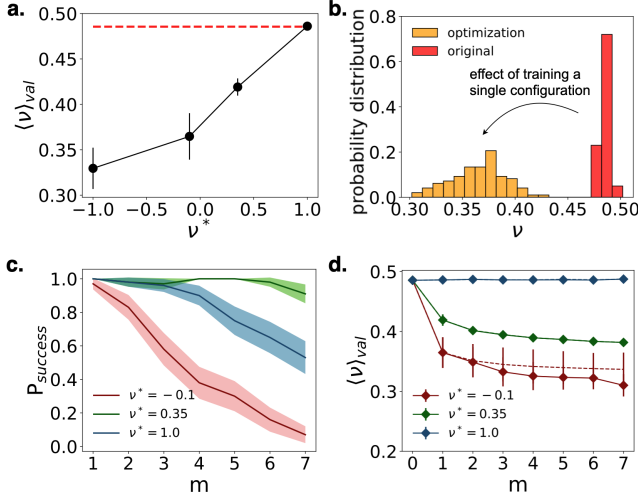 a.
0.50
0.45
0.40
0.35
0.30
⟨ν⟩val
−1.0
−0.5
0.0
0.5
1.0
ν*
b.
probability distribution
0.8
0.6
0.4
0.2
0.0
optimization
original
effect of training a
single configuration
0.30
0.35
0.40
0.45
0.50
ν
c.
Psuccess
1.0
0.8
0.6
0.4
0.2
0.0
ν* = −0.1
ν* = 0.35
ν* = 1.0
1 2 3 4 5 6 7
m
d.
⟨ν⟩val
0.5
0.4
0.3
0.2
ν* = −0.1
ν* = 0.35
ν* = 1.0
0 1 2 3 4 5 6 7
m